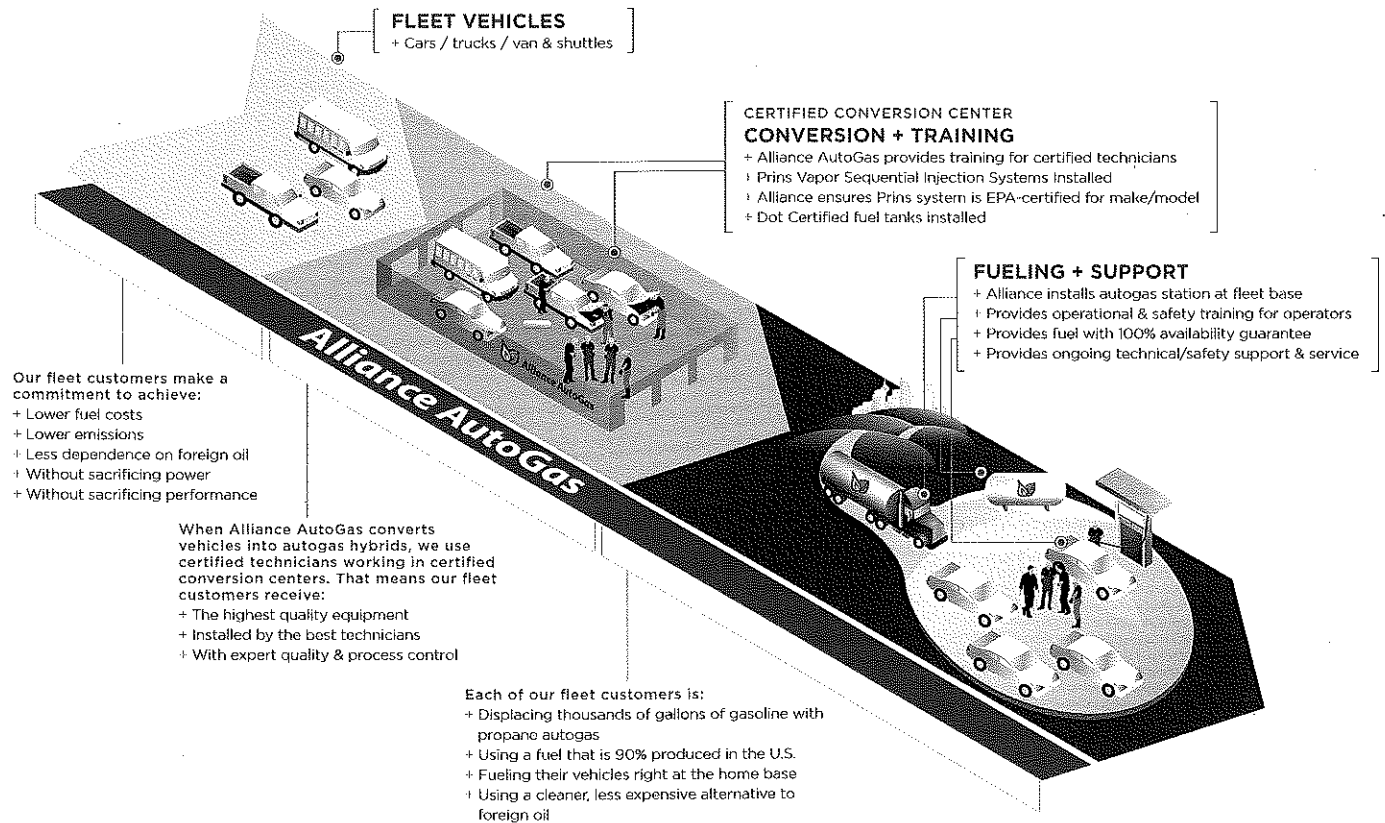 FLEET VEHICLES
+ Cars / trucks / van & shuttles
CERTIFIED CONVERSION CENTER
CONVERSION + TRAINING
+ Alliance AutoGas provides training for certified technicians
+ Prins Vapor Sequential Injection Systems Installed
+ Alliance ensures Prins system is EPA-certified for make/model
+ Dot Certified fuel tanks installed
FUELING + SUPPORT
+ Alliance installs autogas station at fleet base
+ Provides operational & safety training for operators
+ Provides fuel with 100% availability guarantee
+ Provides ongoing technical/safety support & service
Alliance AutoGas
Alliance AutoGas
Our fleet customers make a
commitment to achieve:
+ Lower fuel costs
+ Lower emissions
+ Less dependence on foreign oil
+ Without sacrificing power
+ Without sacrificing performance
When Alliance AutoGas converts
vehicles into autogas hybrids, we use
certified technicians working in certified
conversion centers. That means our fleet
customers receive:
+ The highest quality equipment
+ Installed by the best technicians
+ With expert quality & process control
Each of our fleet customers is:
+ Displacing thousands of gallons of gasoline with
propane autogas
+ Using a fuel that is 90% produced in the U.S.
+ Fueling their vehicles right at the home base
+ Using a cleaner, less expensive alternative to
foreign oil